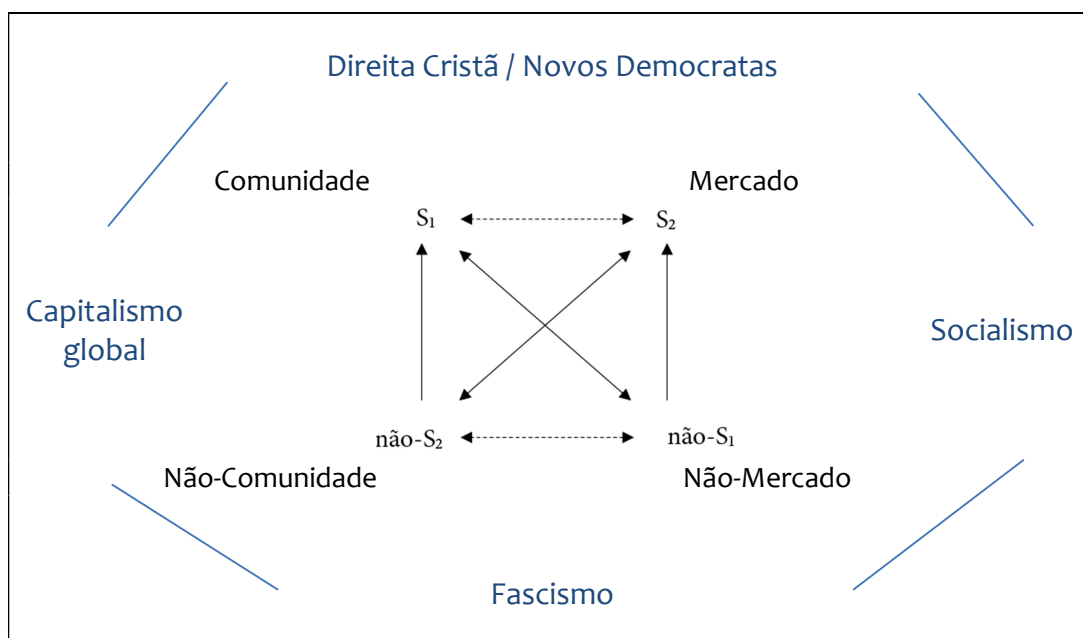 Direita Cristã / Novos Democratas
Comunidade Mercado
S₁ S₂
Capitalismo
global
Socialismo
não-S₂ não-S₁
Não-Comunidade Não-Mercado
Fascismo